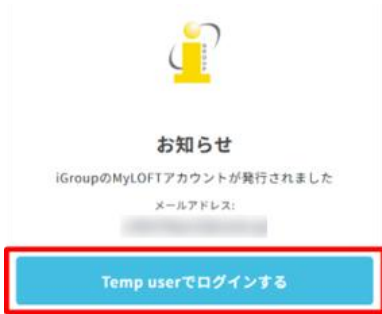 GROUP
お知らせ
iGroupのMyLOFTアカウントが発行されました
メールアドレス:
Temp userでログインする